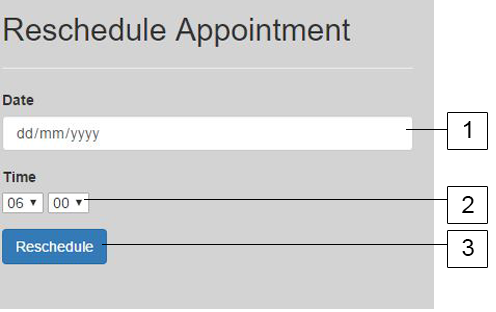 Reschedule Appointment
Date
dd/mm/yyyy
1
Time
06 00
2
Reschedule
3